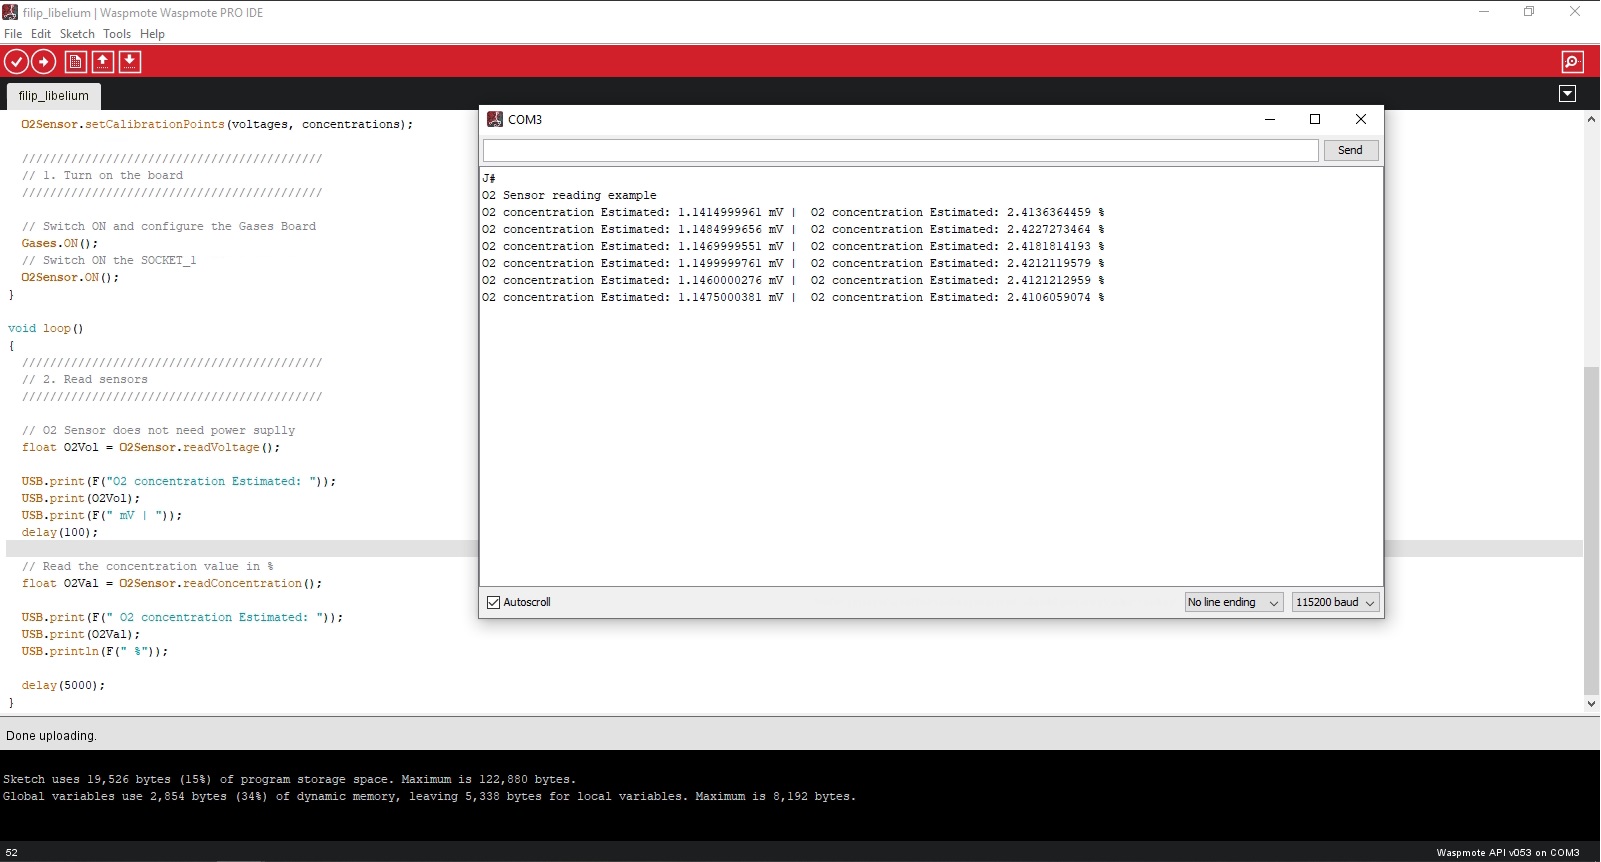 filip_libelium | Waspmote Waspmote PRO IDE
File Edit Sketch Tools Help
filip_libelium
O2Sensor.setCalibrationPoints(voltages, concentrations);
////////////////////////////////////////////
// 1. Turn on the board
////////////////////////////////////////////
// Switch ON and configure the Gases Board
Gases.ON();
// Switch ON the SOCKET_1
O2Sensor.ON();
}
void loop()
{
////////////////////////////////////////////
// 2. Read sensors
////////////////////////////////////////////
// O2 Sensor does not need power suplly
float O2Vol = O2Sensor.readVoltage();
USB.print(F("O2 concentration Estimated: "));
USB.print(O2Vol);
USB.print(F(" mV | "));
delay(100);
// Read the concentration value in %
float O2Val = O2Sensor.readConcentration();
USB.print(F(" O2 concentration Estimated: "));
USB.print(O2Val);
USB.println(F(" %"));
delay(5000);
}
COM3
Send
J#
O2 Sensor reading example
O2 concentration Estimated: 1.1414999961 mV |  O2 concentration Estimated: 2.4136364459 %
O2 concentration Estimated: 1.1484999656 mV |  O2 concentration Estimated: 2.4227273464 %
O2 concentration Estimated: 1.1469999551 mV |  O2 concentration Estimated: 2.4181814193 %
O2 concentration Estimated: 1.1499999761 mV |  O2 concentration Estimated: 2.4212119579 %
O2 concentration Estimated: 1.1460000276 mV |  O2 concentration Estimated: 2.4121212959 %
O2 concentration Estimated: 1.1475000381 mV |  O2 concentration Estimated: 2.4106059074 %
Autoscroll
No line ending
115200 baud
Done uploading.
Sketch uses 19,526 bytes (15%) of program storage space. Maximum is 122,880 bytes.
Global variables use 2,854 bytes (34%) of dynamic memory, leaving 5,338 bytes for local variables. Maximum is 8,192 bytes.
52
Waspmote API v053 on COM3